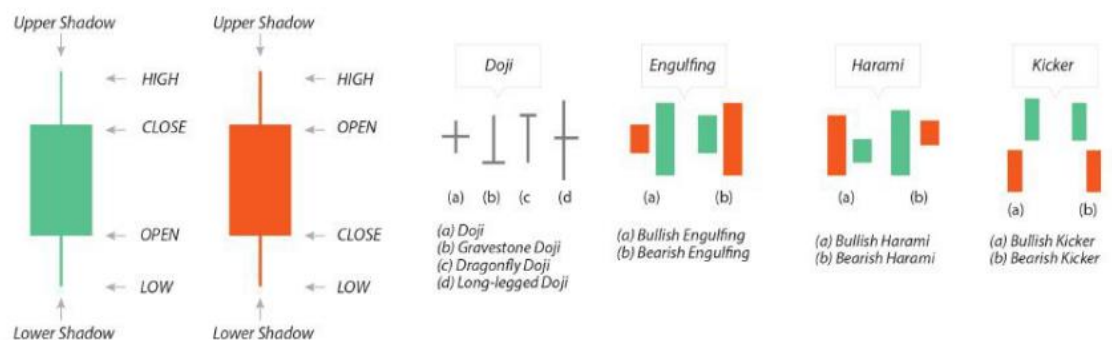 Upper Shadow
HIGH
CLOSE
OPEN
LOW
Lower Shadow
Upper Shadow
HIGH
OPEN
CLOSE
LOW
Lower Shadow
Doji
(a) (b) (c (d
(a) Doji
(b) Gravestone Doji
(c) Dragonfly Doji
(d) Long-legged Doji
Engulfing
(a) (b)
(a) Bullish Engulfing
(b) Bearish Engulfing
Harami
(a) (b)
(a) Bullish Harami
(b) Bearish Harami
Kicker
(a) (b)
(a) Bullish Kicker
(b) Bearish Kicker